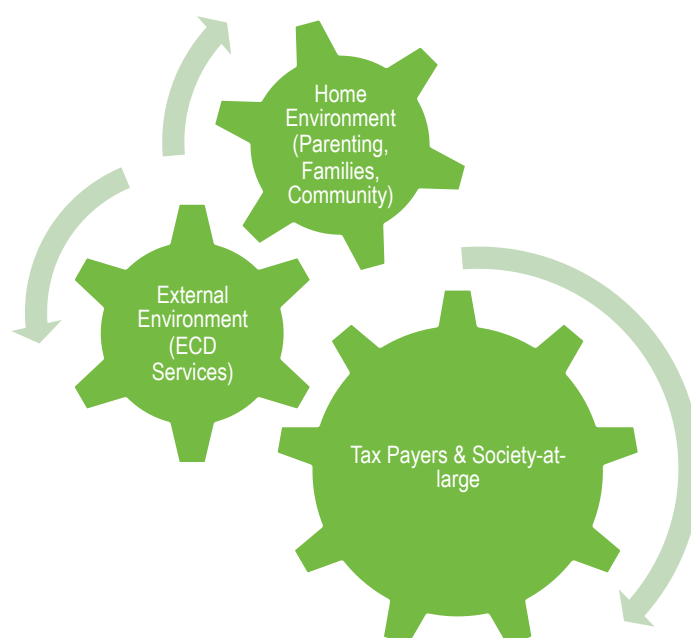 Home
Environment
(Parenting,
Families,
Community)
External
Environment
(ECD
Services)
Tax Payers & Society-at-
large